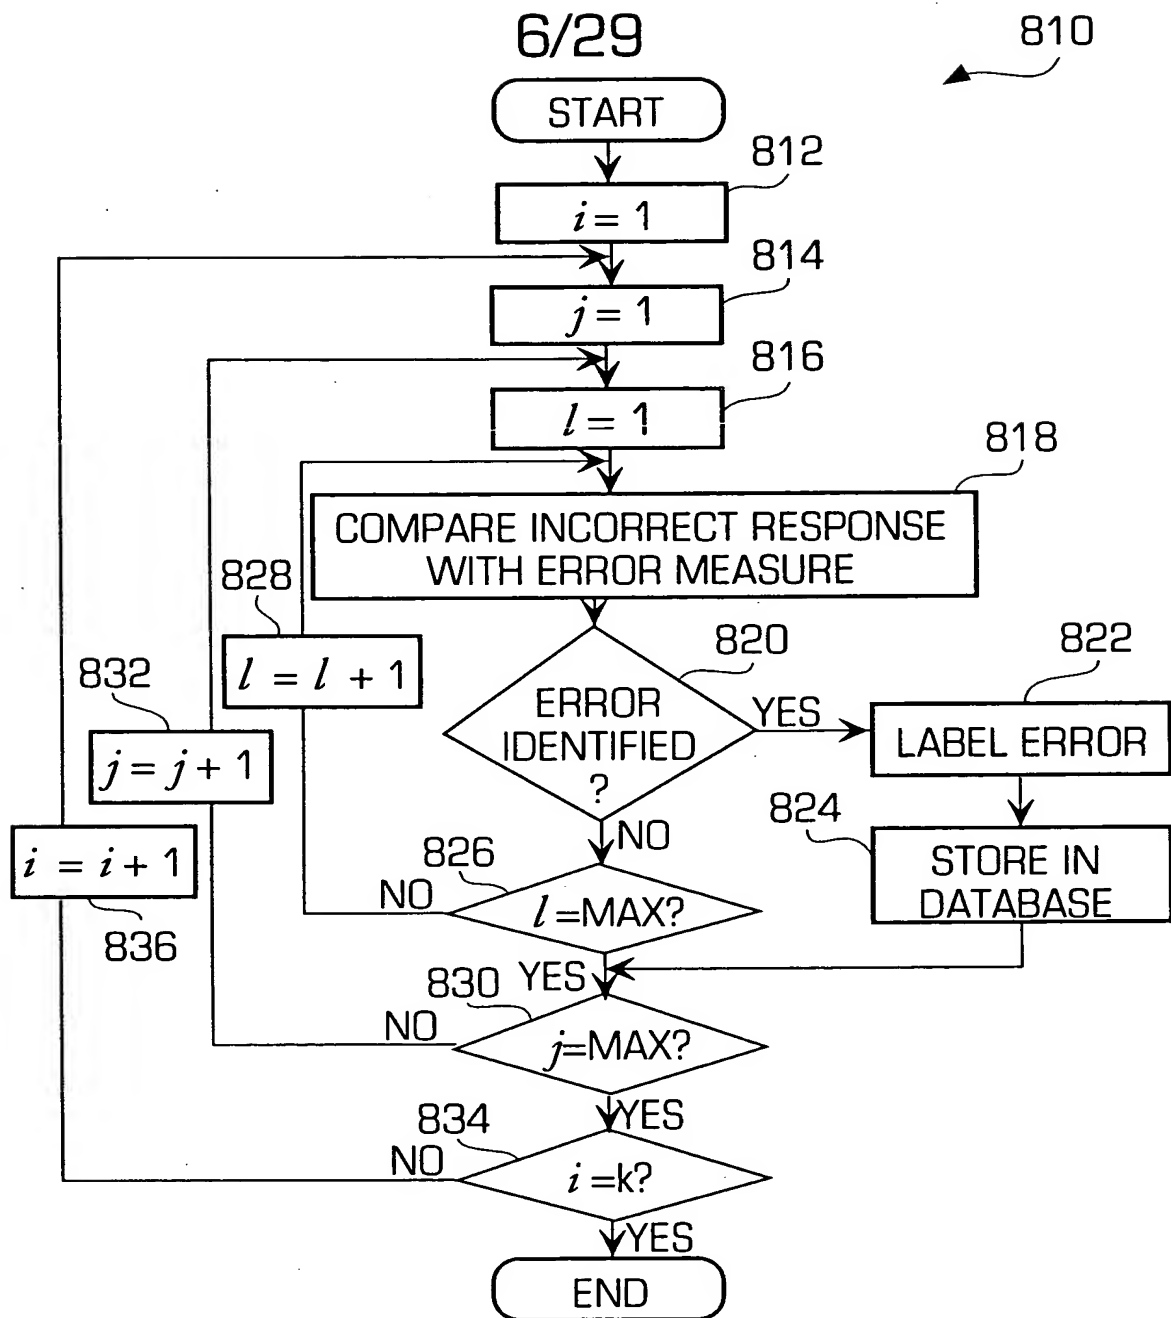 6/29
810
START
812
i = 1
814
j = 1
816
l = 1
818
COMPARE INCORRECT RESPONSE
WITH ERROR MEASURE
828
l = l + 1
820
ERROR
IDENTIFIED
?
YES
822
LABEL ERROR
832
j = j + 1
824
STORE IN
DATABASE
NO
i = i + 1
836
826
NO
l =MAX?
YES
830
NO
j=MAX?
YES
834
NO
i =k?
YES
END